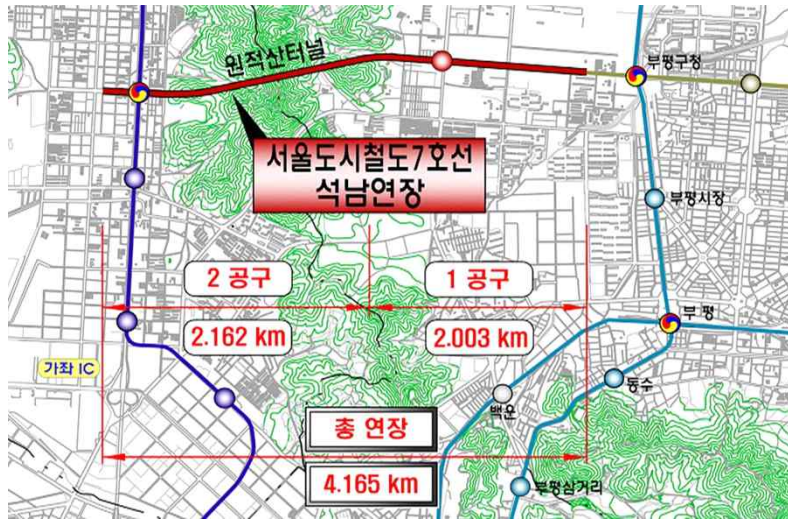 원적산터널
부평구청
서울도시철도7호선
석남연장
부평시장
2 공구
1 공구
2.162 km
2.003 km
부 평
가좌 IC
동수
백운
총 연장
4.165 km
부평삼거리